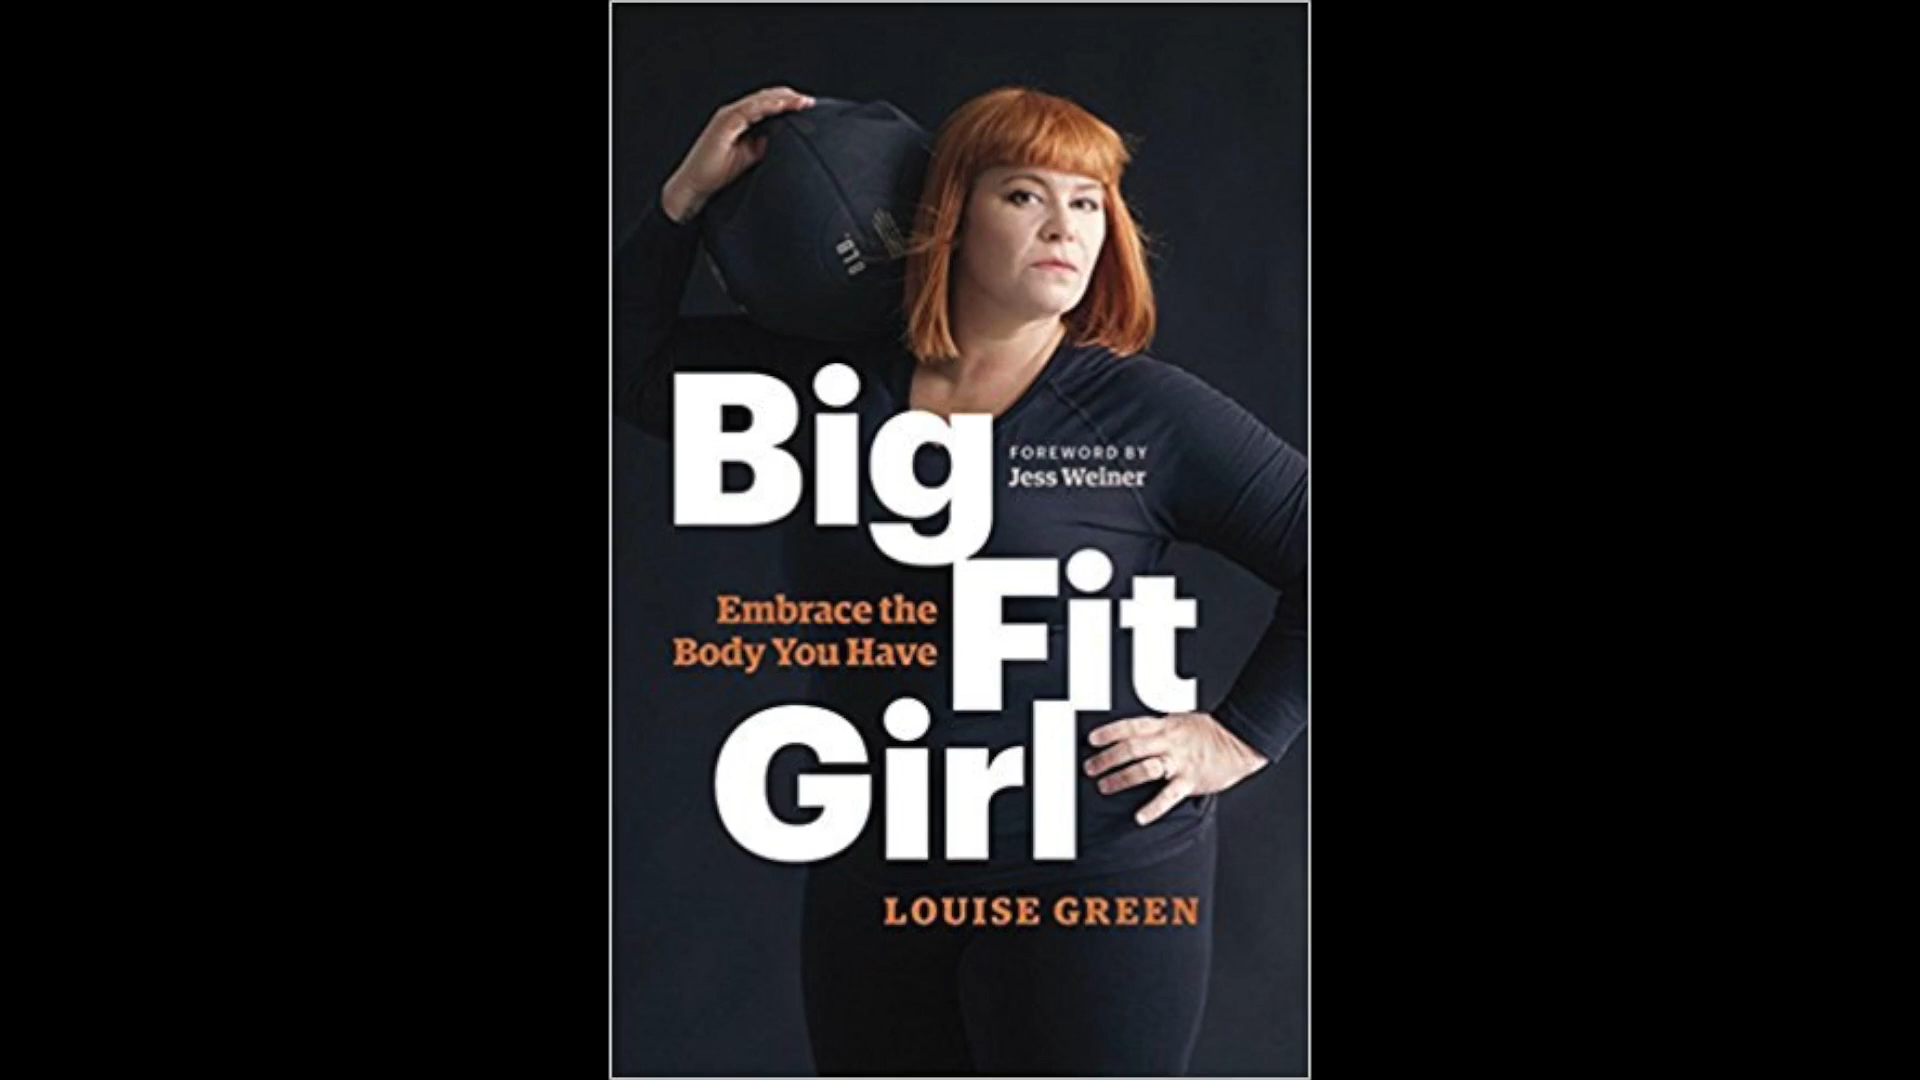 Big
FOREWORD BY
Jess Weiner
Fit
Embrace the
Body You Have
Girl
LOUISE GREEN